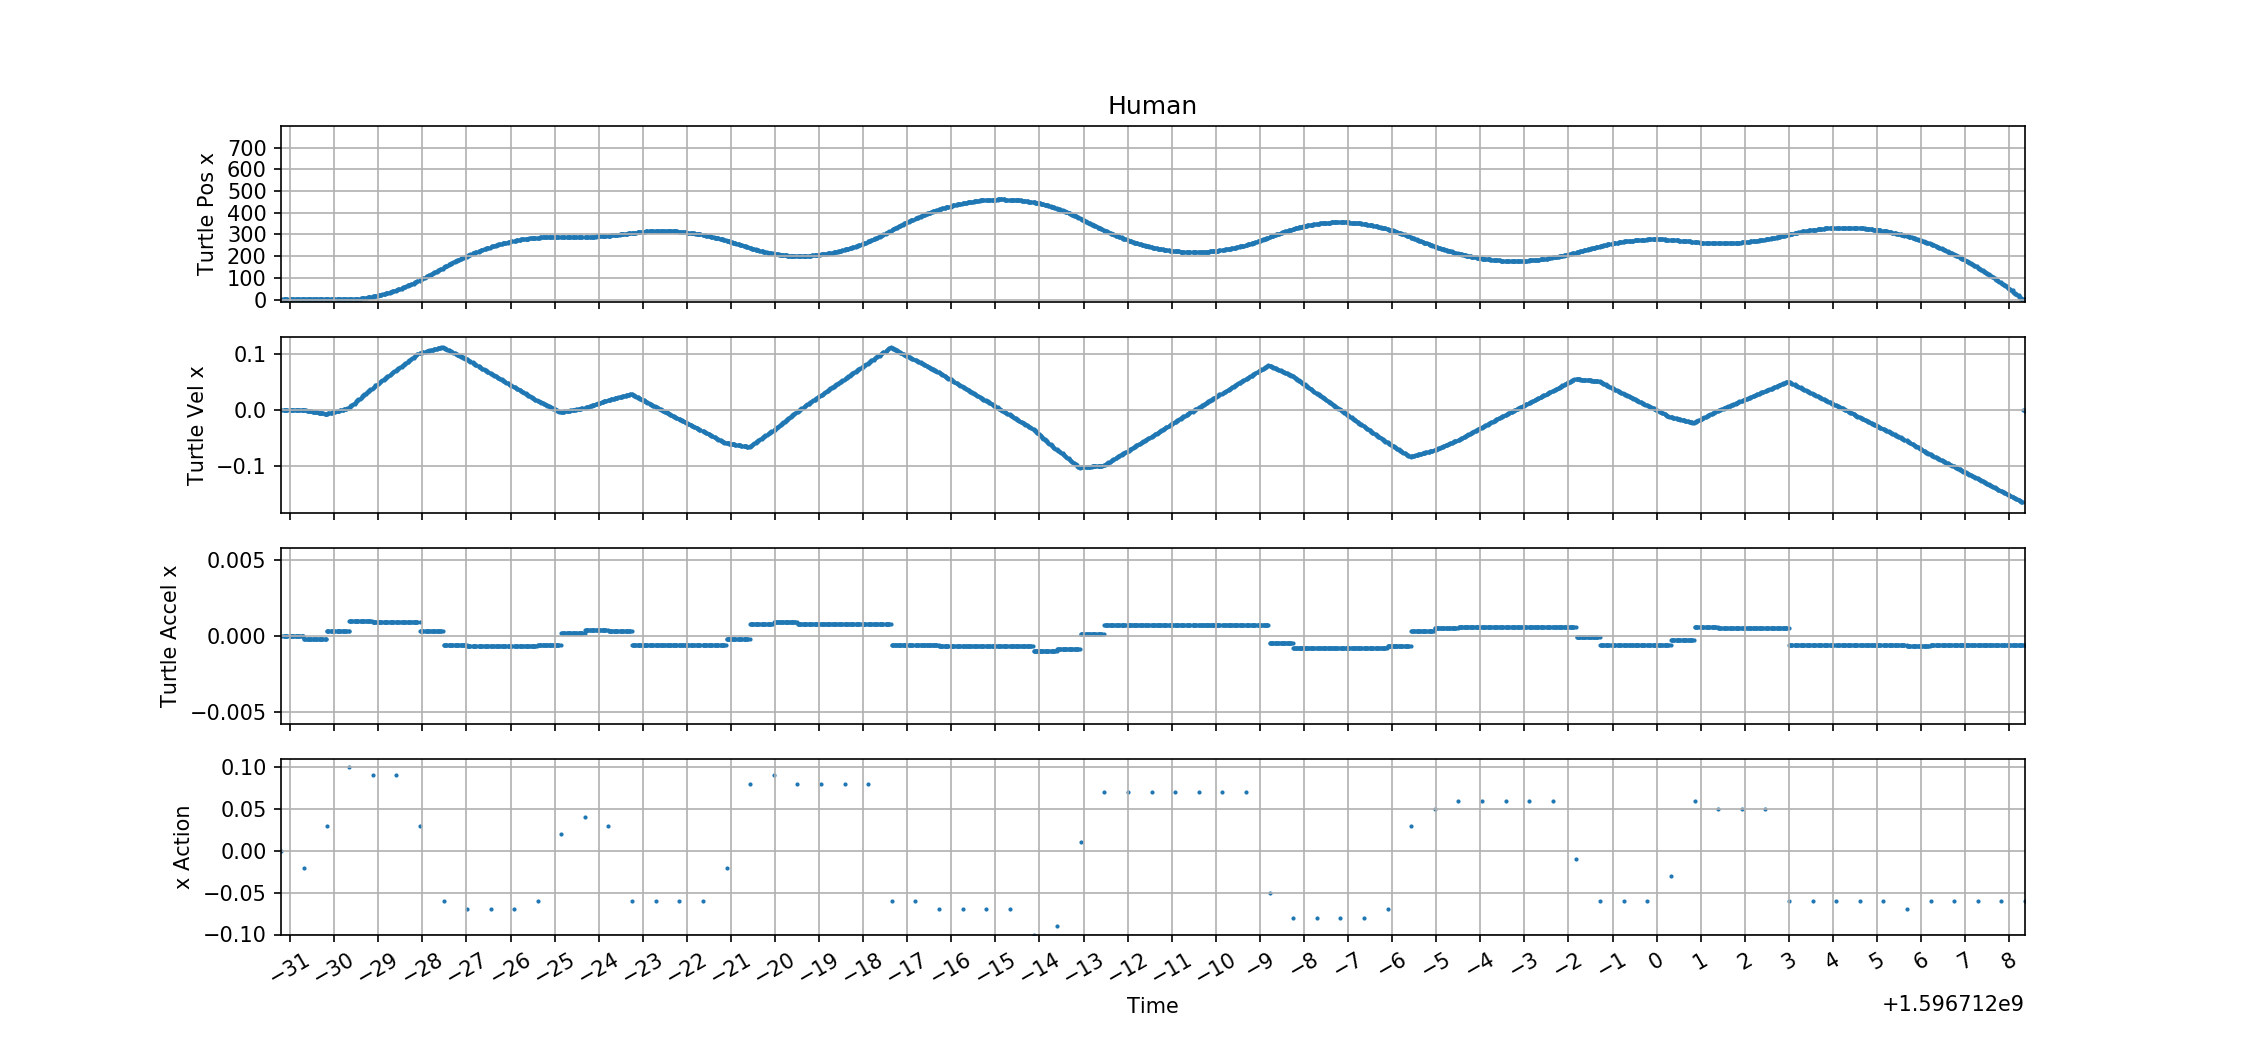 Human
Turtle Pos x
700
600
500
400
300
200
100
0
Turtle Vel x
0.1
0.0
−0.1
Turtle Accel x
0.005
0.000
−0.005
x Action
0.10
0.05
0.00
−0.05
−0.10
−31 −30 −29 −28 −27 −26 −25 −24 −23 −22 −21 −20 −19 −18 −17 −16 −15 −14 −13 −12 −11 −10 −9 −8 −7 −6 −5 −4 −3 −2 −1 0 1 2 3 4 5 6 7 8
Time
+1.596712e9